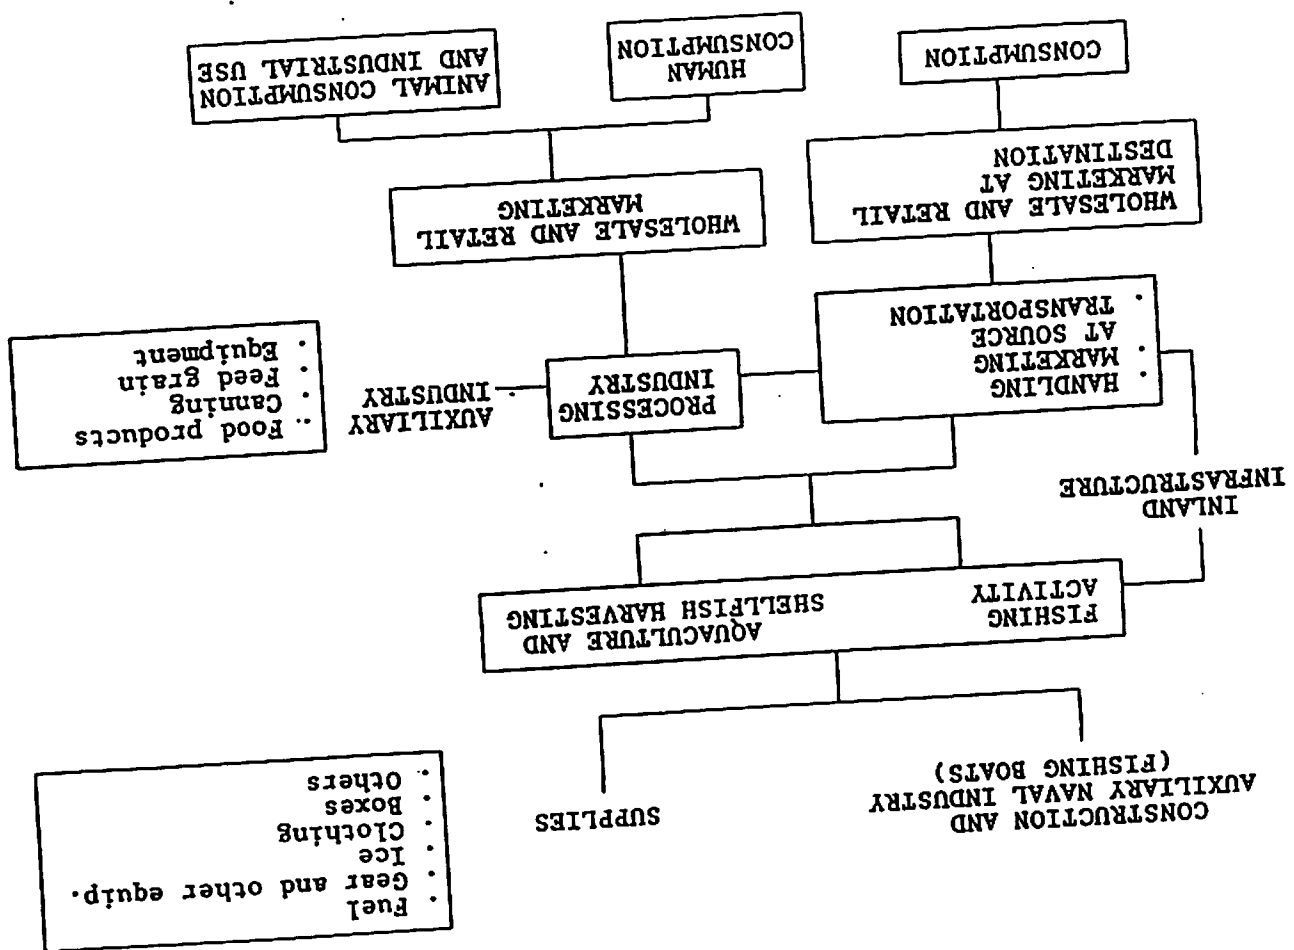 CONSTRUCTION AND
AUXILIARY NAVAL INDUSTRY
(FISHING BOATS)
SUPPLIES
. Fuel
. Gear and other equip.
. Ice
. Clothing
. Boxes
. Others
FISHING
ACTIVITY
AQUACULTURE AND
SHELLFISH HARVESTING
INLAND
INFRASTRUCTURE
. HANDLING
. MARKETING
AT SOURCE
. TRANSPORTATION
PROCESSING
INDUSTRY
AUXILIARY
INDUSTRY
. Food products
. Canning
. Feed grain
. Equipment
WHOLESALE AND RETAIL
MARKETING AT
DESTINATION
WHOLESALE AND RETAIL
MARKETING
CONSUMPTION
HUMAN
CONSUMPTION
ANIMAL CONSUMPTION
AND INDUSTRIAL USE